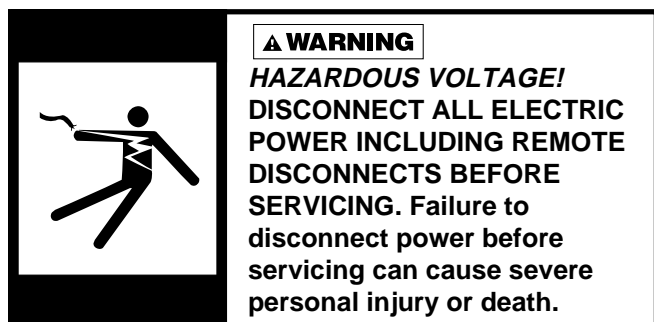 ⚠ WARNING
HAZARDOUS VOLTAGE!
DISCONNECT ALL ELECTRIC
POWER INCLUDING REMOTE
DISCONNECTS BEFORE
SERVICING. Failure to
disconnect power before
servicing can cause severe
personal injury or death.